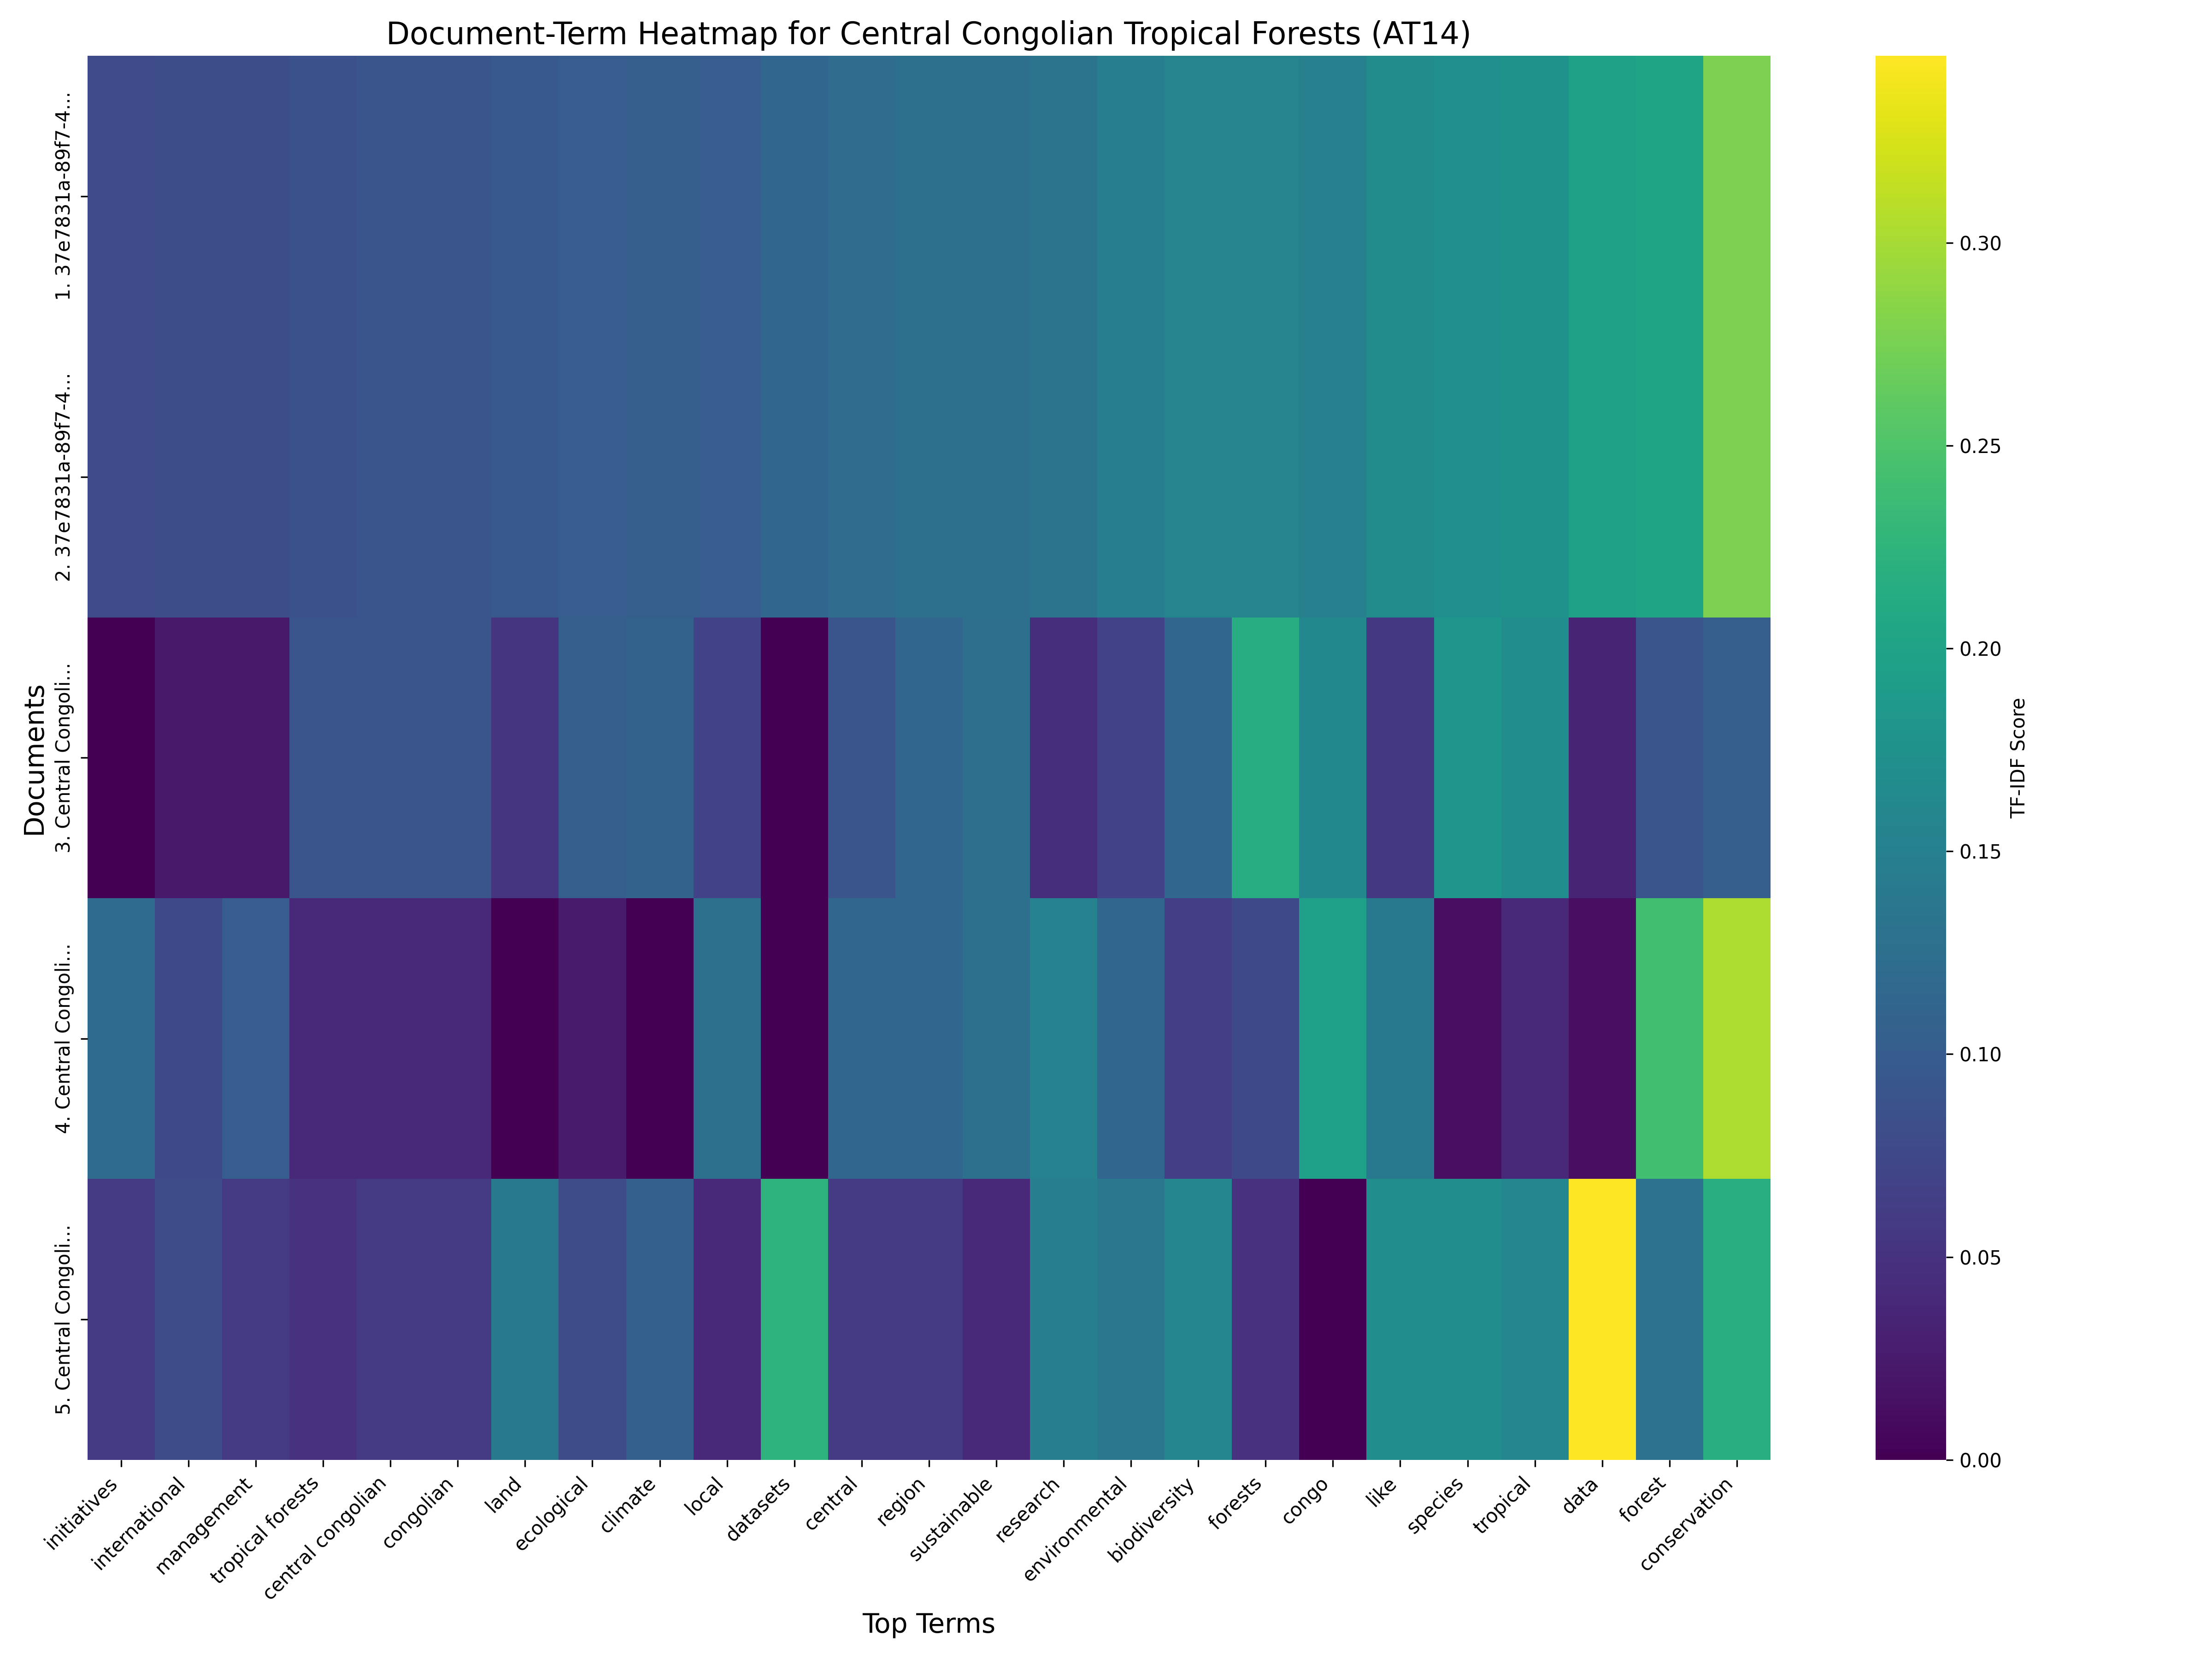 Document-Term Heatmap for Central Congolian Tropical Forests (AT14)
Documents
1. 37e7831a-89f7-4...
2. 37e7831a-89f7-4...
3. Central Congoli...
4. Central Congoli...
5. Central Congoli...
initiatives
international
management
tropical forests
central congolian
congolian
land
ecological
climate
local
datasets
central
region
sustainable
research
environmental
biodiversity
forests
congo
like
species
tropical
data
forest
conservation
Top Terms
0.30
0.25
0.20
0.15
0.10
0.05
0.00
TF-IDF Score